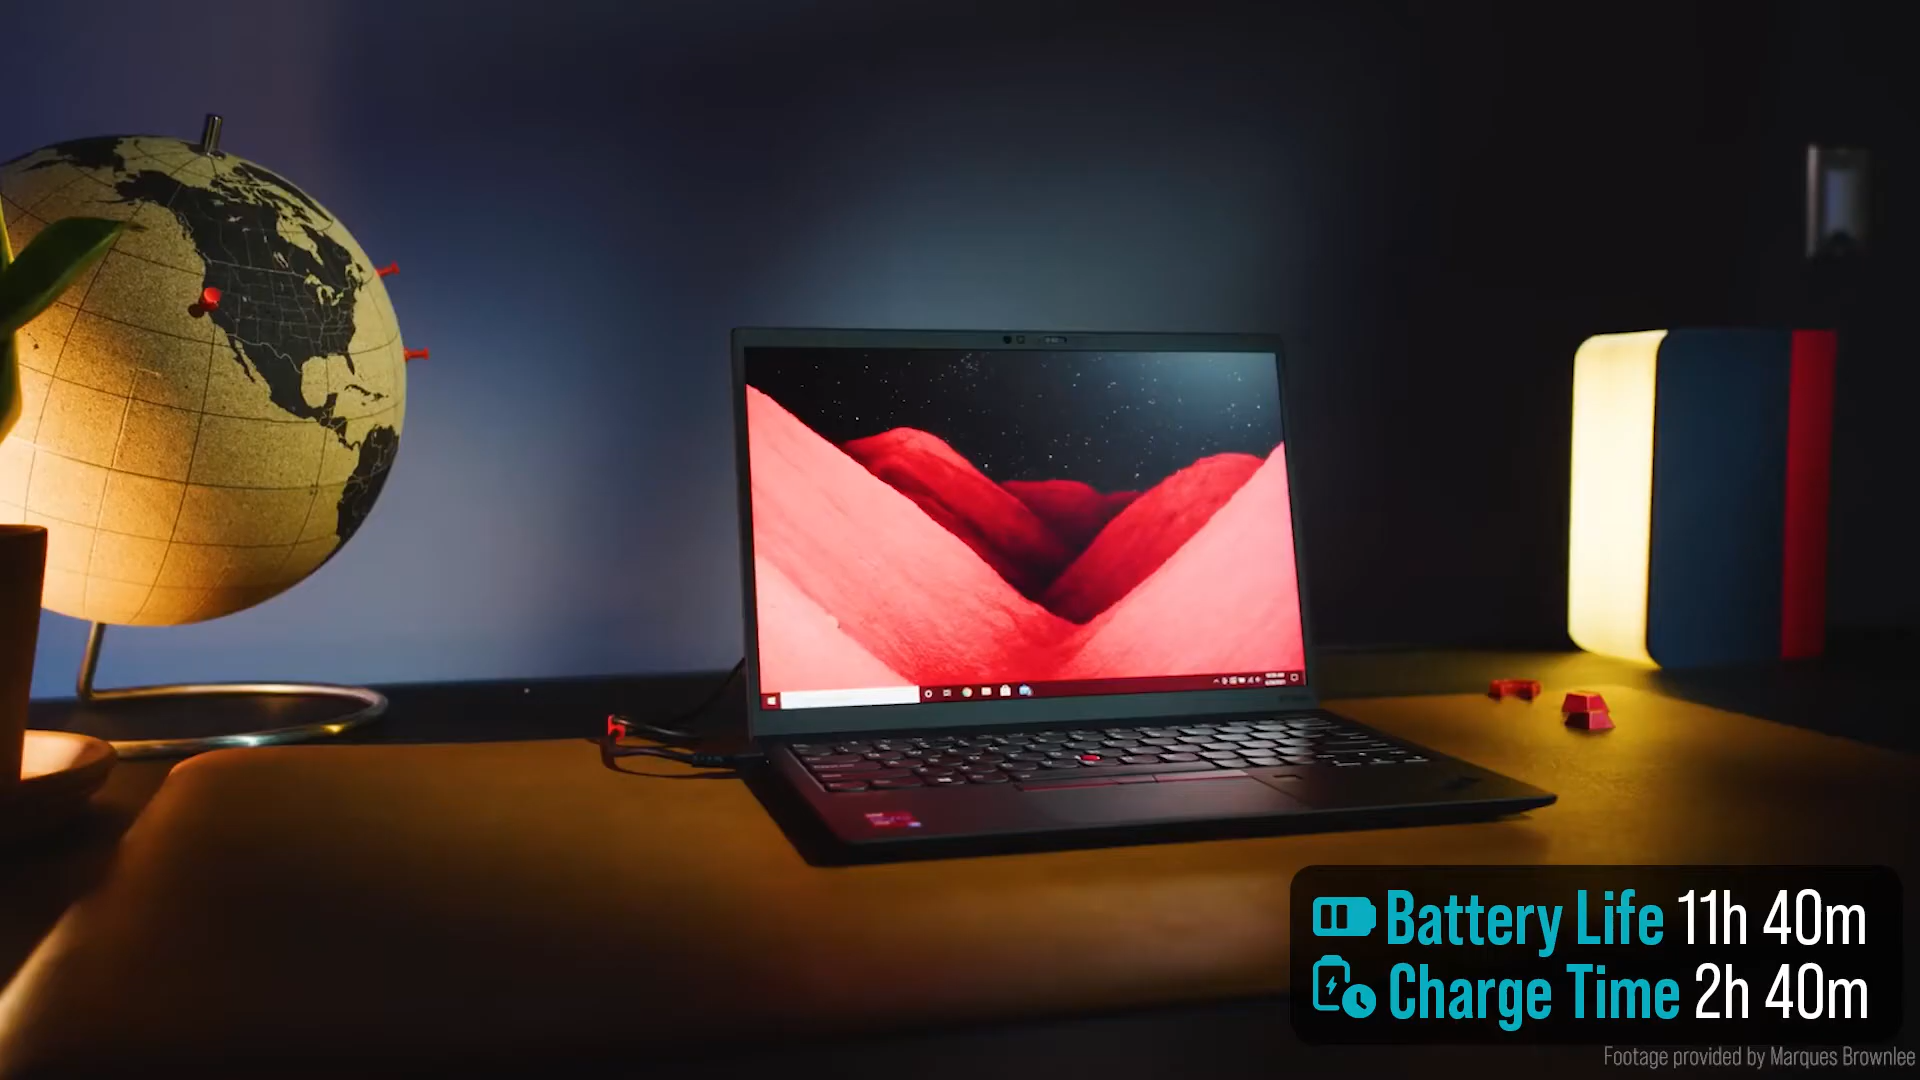 Battery Life 11h 40m
Charge Time 2h 40m
Footage provided by Marques Brownlee